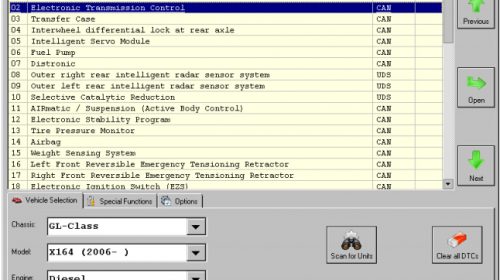 02 Electronic Transmission Control CAN
Previous
03 Transfer Case CAN
04 Interwheel differential lock at rear axle CAN
05 Intelligent Servo Module CAN
06 Fuel Pump CAN
07 Distronic CAN
08 Outer right rear intelligent radar sensor system UDS
09 Outer left rear intelligent radar sensor system UDS
Open
10 Selective Catalytic Reduction UDS
11 AIRmatic / Suspension (Active Body Control) CAN
12 Electronic Stability Program CAN
13 Tire Pressure Monitor CAN
14 Airbag CAN
15 Weight Sensing System CAN
16 Left Front Reversible Emergency Tensioning Retractor CAN
17 Right Front Reversible Emergency Tensioning Retractor CAN
Next
18 Electronic Ignition Switch (EZS) CAN
Vehicle Selection Special Functions Options
Chassis: GL-Class
Model: X164 (2006- )
Scan for Units Clear all DTCs
Engine: Diesel